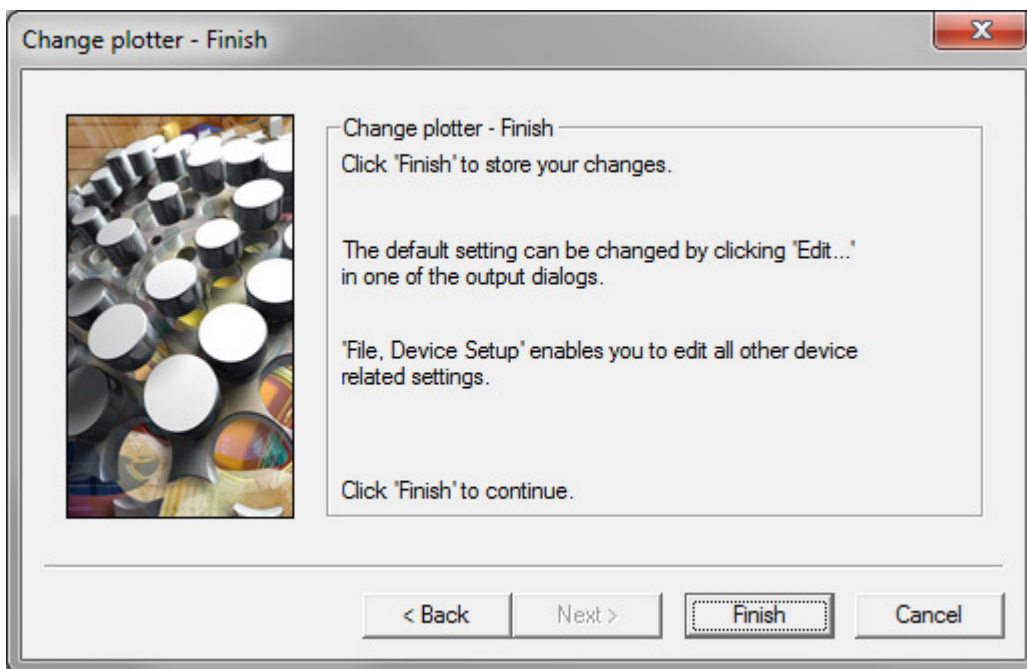 Change plotter - Finish
Change plotter - Finish
Click 'Finish' to store your changes.
The default setting can be changed by clicking 'Edit...'
in one of the output dialogs.
'File, Device Setup' enables you to edit all other device
related settings.
Click 'Finish' to continue.
< Back
Next >
Finish
Cancel